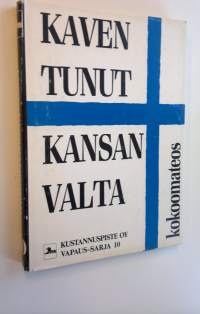 KAVEN
TUNUT
KANSAN
VALTA
kokoomateos
KUSTANNUSPISTE OY
VAPAUS-SARJA 10